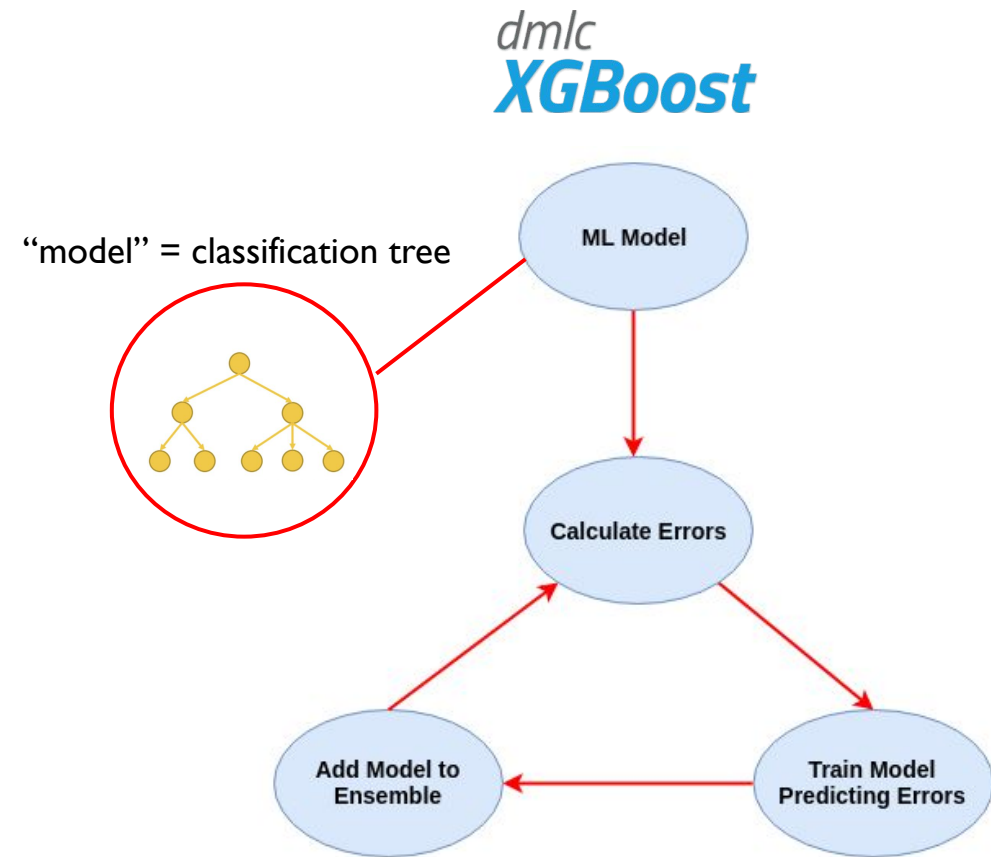 dmlc
XGBoost
ML Model
“model” = classification tree
Calculate Errors
Add Model to
Ensemble
Train Model
Predicting Errors